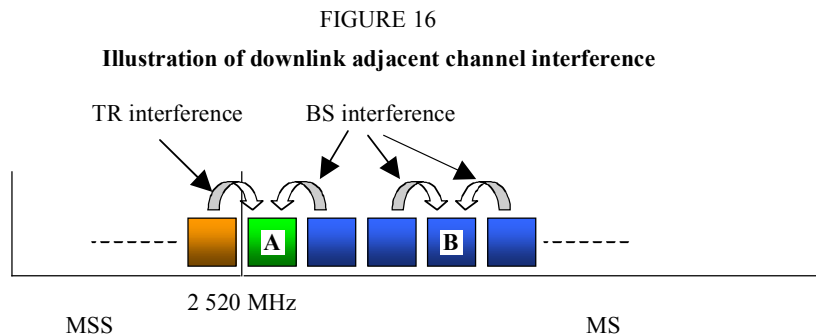 FIGURE 16
Illustration of downlink adjacent channel interference
TR interference BS interference
A B
2 520 MHz
MSS MS